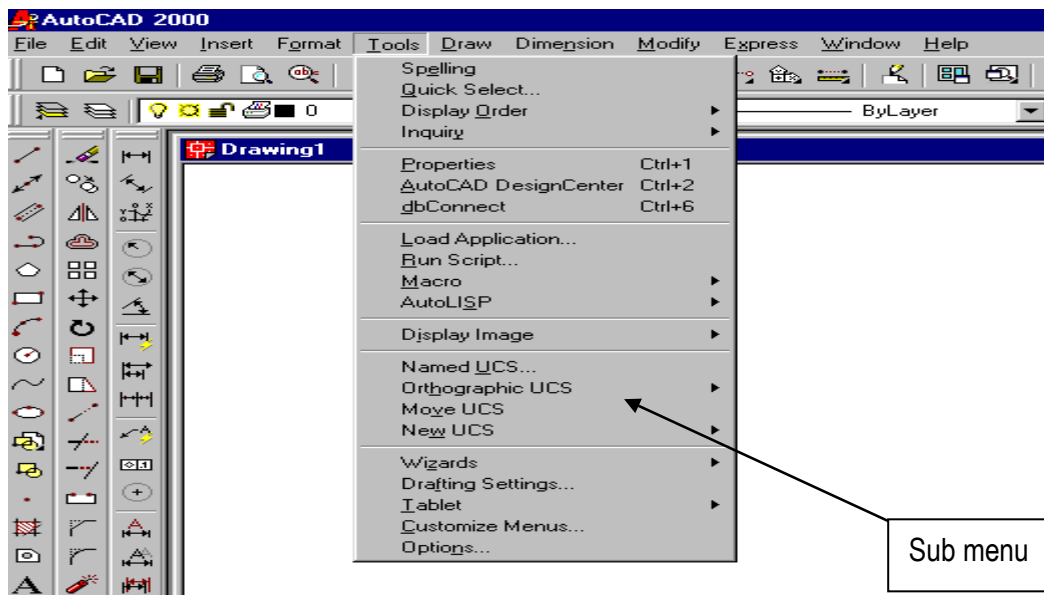 AutoCAD 2000
File Edit View Insert Format Tools Draw Dimension Modify Express Window Help
abc
0
ByLayer
Drawing1
Spelling
Quick Select...
Display Order
Inquiry
Properties Ctrl+1
AutoCAD DesignCenter Ctrl+2
dbConnect Ctrl+6
Load Application...
Run Script...
Macro
AutoLISP
Display Image
Named UCS...
Orthographic UCS
Move UCS
New UCS
Wizards
Drafting Settings...
Tablet
Customize Menus...
Options...
Sub menu
A